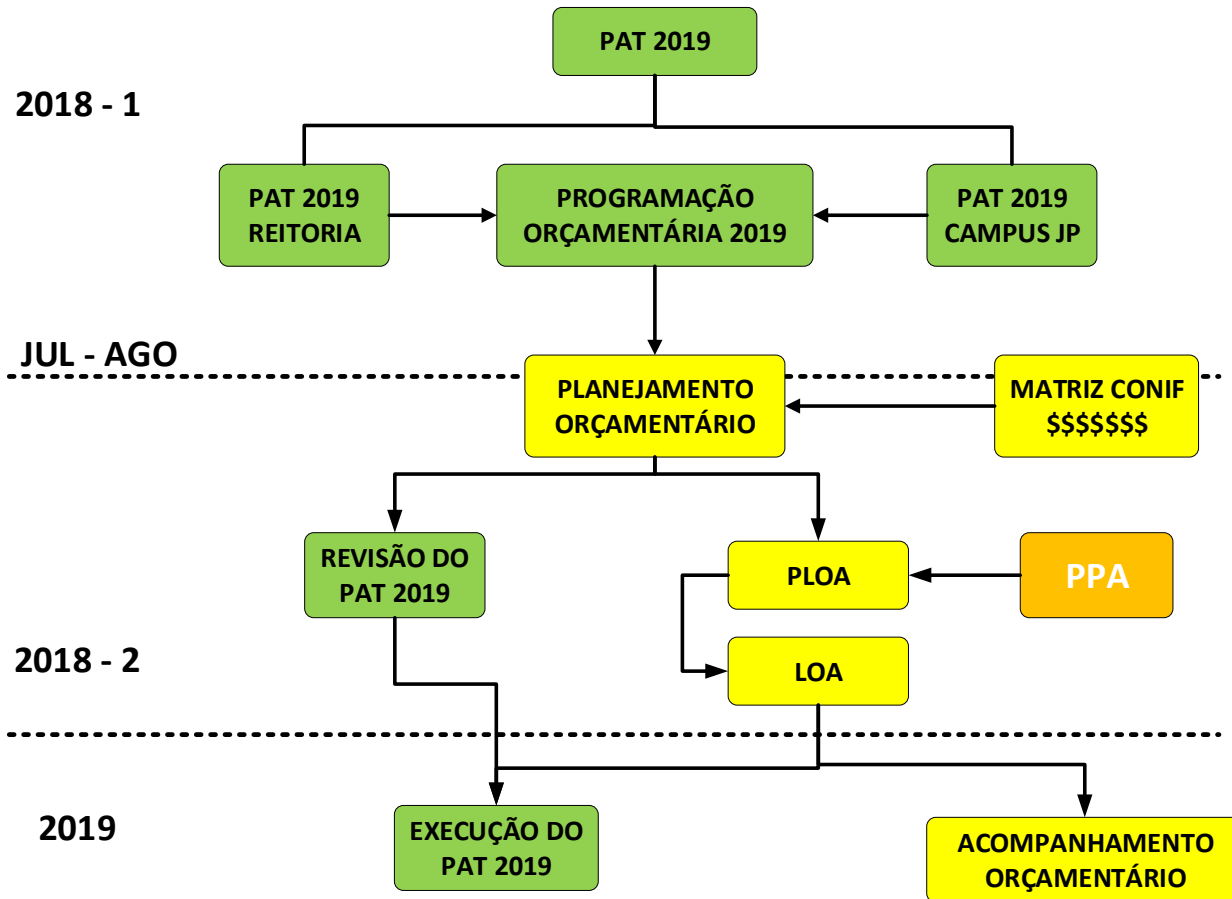 PAT 2019
2018 - 1
PAT 2019
REITORIA
PROGRAMAÇÃO
ORÇAMENTÁRIA 2019
PAT 2019
CAMPUS JP
JUL - AGO
PLANEJAMENTO
ORÇAMENTÁRIO
MATRIZ CONIF
$$$$$$$
REVISÃO DO
PAT 2019
PLOA
PPA
2018 - 2
LOA
2019
EXECUÇÃO DO
PAT 2019
ACOMPANHAMENTO
ORÇAMENTÁRIO